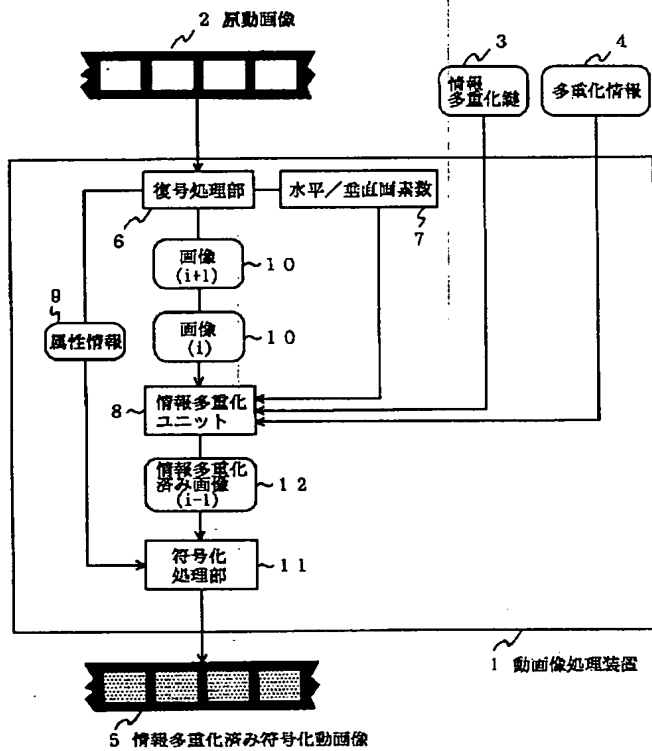 2 原動画像
3
4
情報
多重化鍵
多重化情報
復号処理部
水平/垂直画素数
6
7
画像
(i+1)
10
9
属性情報
画像
(i)
10
8
情報多重化
ユニット
情報多重化
済み画像
(i-1)
12
符号化
処理部
11
1 動画像処理装置
5 情報多重化済み符号化動画像